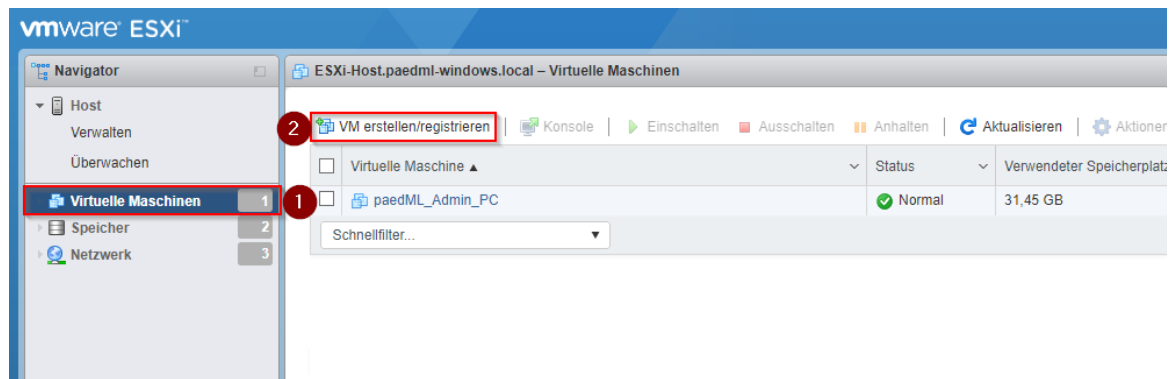 vmware ESXi™
Navigator
ESXi-Host.paedml-windows.local – Virtuelle Maschinen
Host
Verwalten
Überwachen
2 VM erstellen/registrieren | Konsole | Einschalten Ausschalten Anhalten | Aktualisieren | Aktionen
Virtuelle Maschine ▲ Status Verwendeter Speicherplatz
Virtuelle Maschinen 1
1 paedML_Admin_PC Normal 31,45 GB
Speicher 2
Schnellfilter...
Netzwerk 3